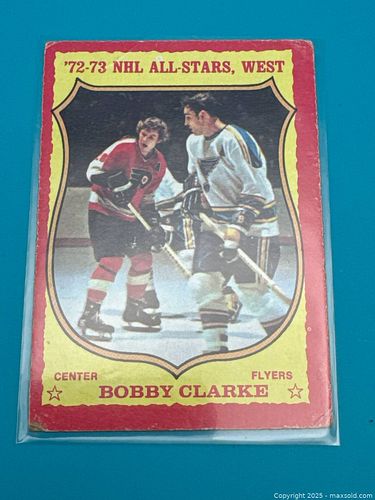 '72-73 NHL ALL-STARS, WEST
CENTER
FLYERS
BOBBY CLARKE
Copyright 2025 - maxsold.com